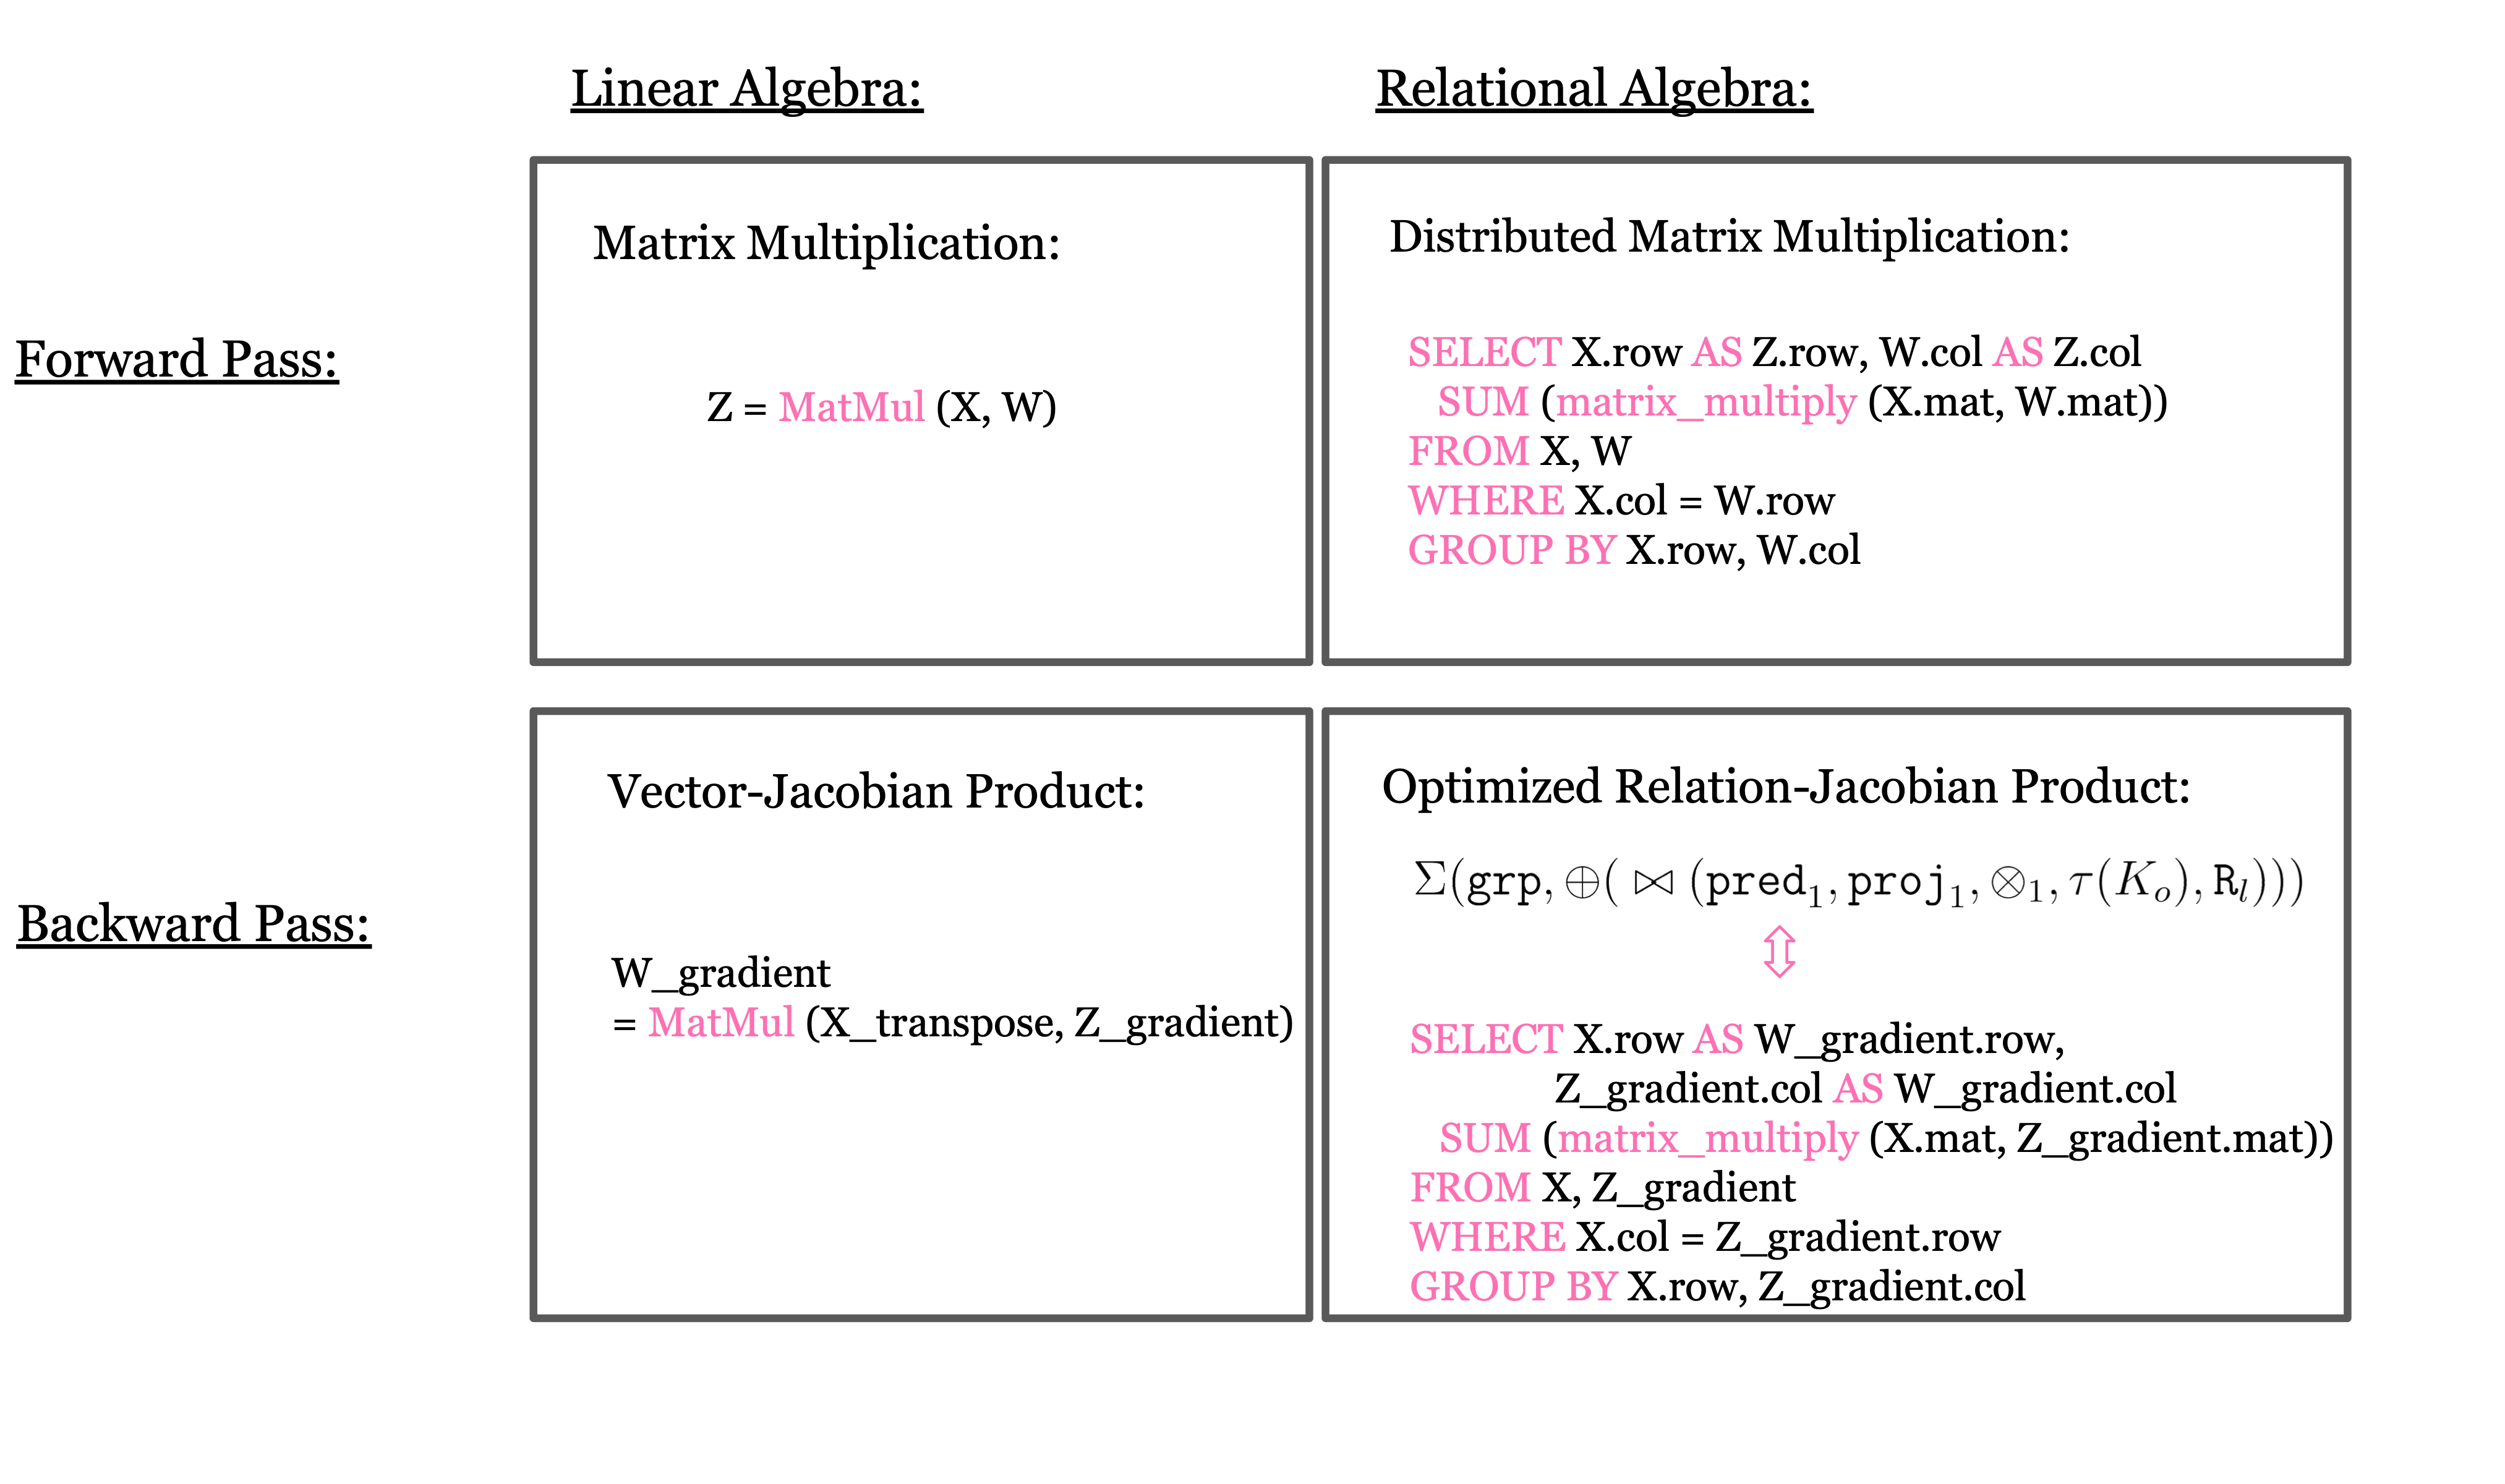 Linear Algebra:
Relational Algebra:
Forward Pass:
Matrix Multiplication:
Z = MatMul (X, W)
Distributed Matrix Multiplication:
SELECT X.row AS Z.row, W.col AS Z.col
SUM (matrix_multiply (X.mat, W.mat))
FROM X, W
WHERE X.col = W.row
GROUP BY X.row, W.col
Backward Pass:
Vector-Jacobian Product:
W_gradient
= MatMul (X_transpose, Z_gradient)
Optimized Relation-Jacobian Product:
Σ(grp, ⊕( ⋈ (pred₁, proj₁, ⊗₁, τ(Kₒ), Rₗ)))
SELECT X.row AS W_gradient.row,
Z_gradient.col AS W_gradient.col
SUM (matrix_multiply (X.mat, Z_gradient.mat))
FROM X, Z_gradient
WHERE X.col = Z_gradient.row
GROUP BY X.row, Z_gradient.col